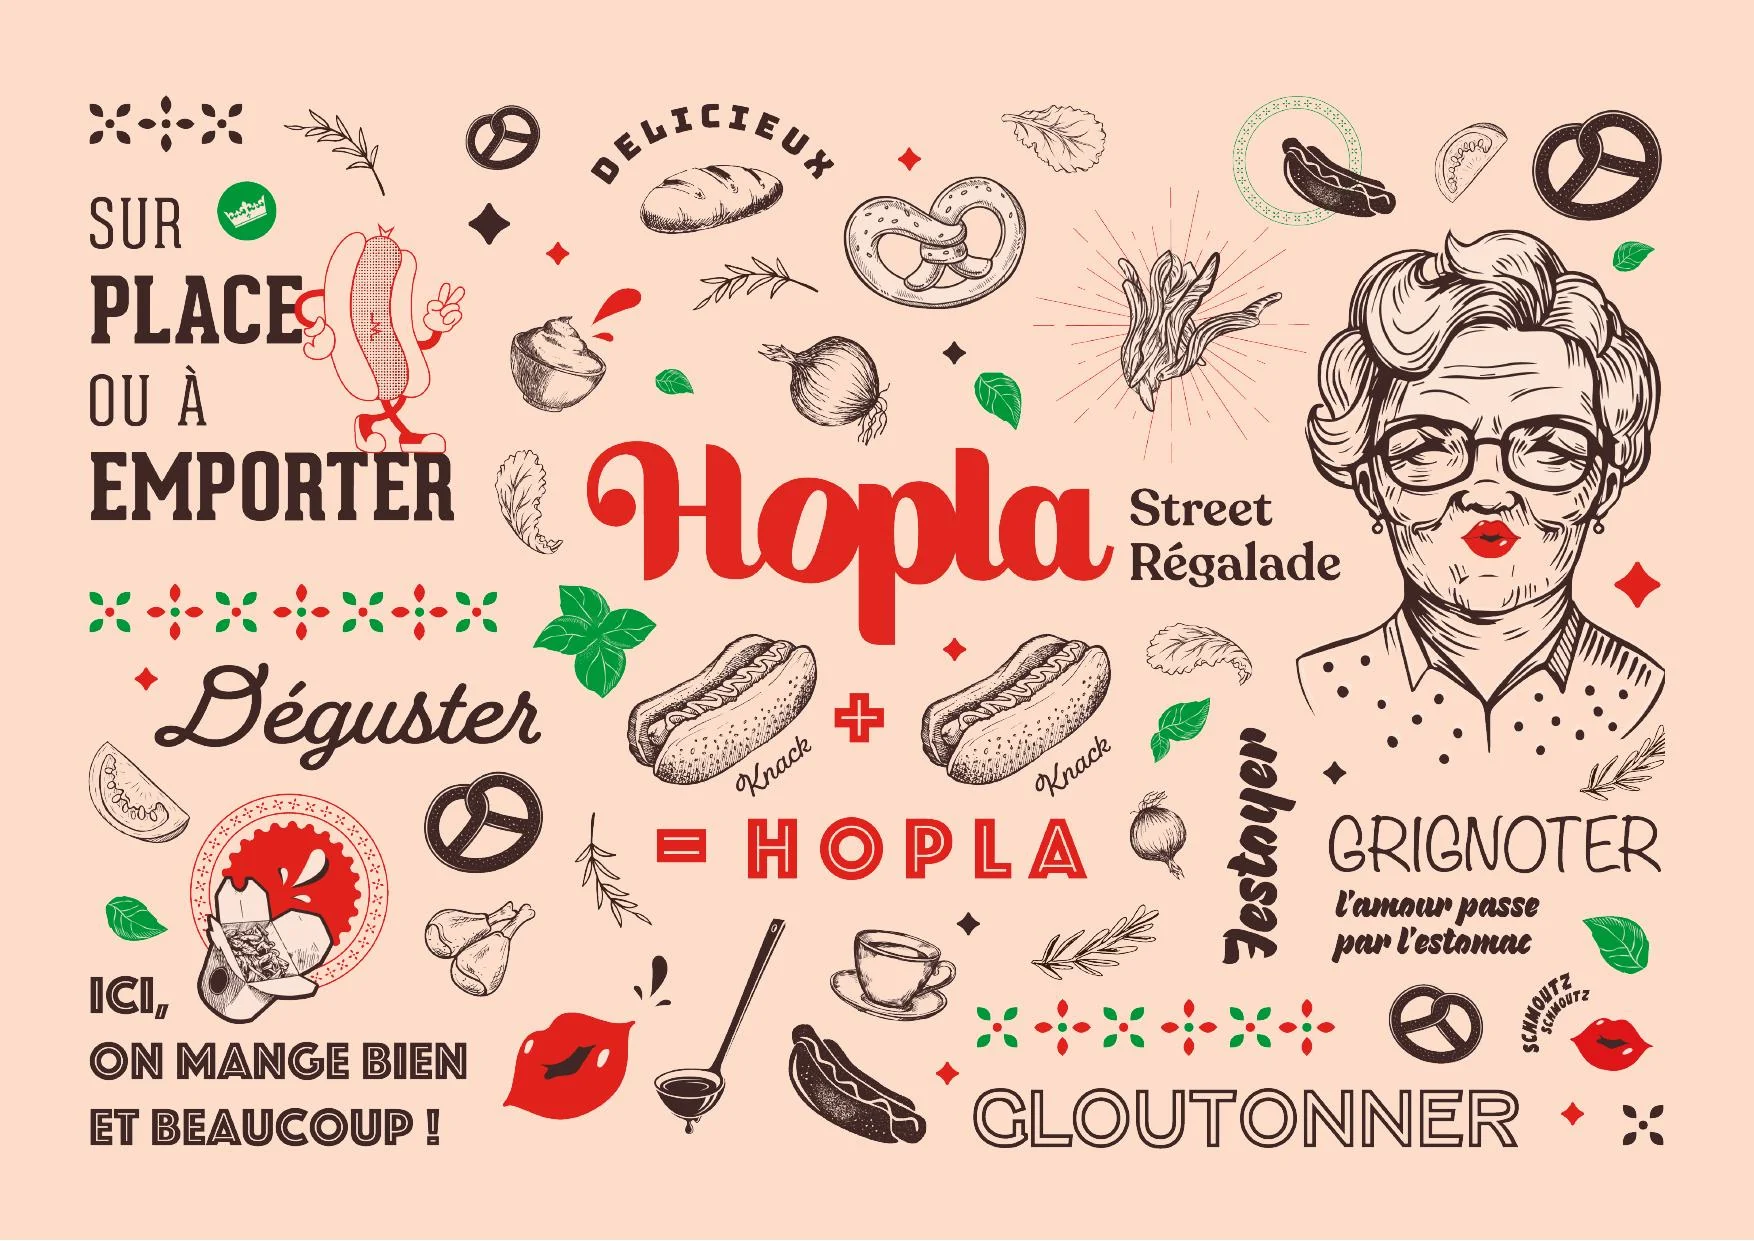 DELICIEUX
SUR
PLACE
OU À
EMPORTER
Hopla
Street
Régalade
Déguster
Knack
+
Knack
= HOPLA
Festoyer
GRIGNOTER
l'amour passe
par l'estomac
ICI,
ON MANGE BIEN
ET BEAUCOUP !
SCHMOUTZ
SCHMOUTZ
GLOUTONNER